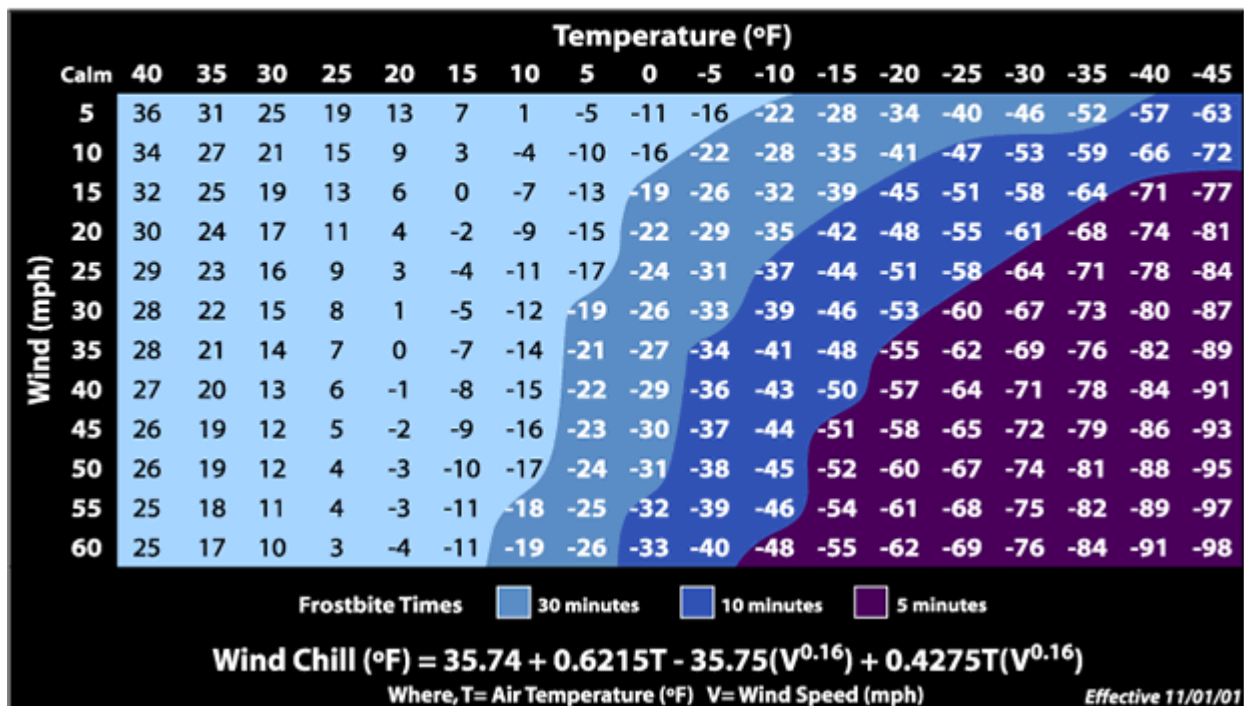 Temperature (ºF)
Calm 40 35 30 25 20 15 10 5 0 -5 -10 -15 -20 -25 -30 -35 -40 -45
Wind (mph)
5 36 31 25 19 13 7 1 -5 -11 -16 -22 -28 -34 -40 -46 -52 -57 -63
10 34 27 21 15 9 3 -4 -10 -16 -22 -28 -35 -41 -47 -53 -59 -66 -72
15 32 25 19 13 6 0 -7 -13 -19 -26 -32 -39 -45 -51 -58 -64 -71 -77
20 30 24 17 11 4 -2 -9 -15 -22 -29 -35 -42 -48 -55 -61 -68 -74 -81
25 29 23 16 9 3 -4 -11 -17 -24 -31 -37 -44 -51 -58 -64 -71 -78 -84
30 28 22 15 8 1 -5 -12 -19 -26 -33 -39 -46 -53 -60 -67 -73 -80 -87
35 28 21 14 7 0 -7 -14 -21 -27 -34 -41 -48 -55 -62 -69 -76 -82 -89
40 27 20 13 6 -1 -8 -15 -22 -29 -36 -43 -50 -57 -64 -71 -78 -84 -91
45 26 19 12 5 -2 -9 -16 -23 -30 -37 -44 -51 -58 -65 -72 -79 -86 -93
50 26 19 12 4 -3 -10 -17 -24 -31 -38 -45 -52 -60 -67 -74 -81 -88 -95
55 25 18 11 4 -3 -11 -18 -25 -32 -39 -46 -54 -61 -68 -75 -82 -89 -97
60 25 17 10 3 -4 -11 -19 -26 -33 -40 -48 -55 -62 -69 -76 -84 -91 -98
Frostbite Times 30 minutes 10 minutes 5 minutes
Wind Chill (ºF) = 35.74 + 0.6215T - 35.75(V^0.16) + 0.4275T(V^0.16)
Where, T= Air Temperature (ºF) V= Wind Speed (mph) Effective 11/01/01